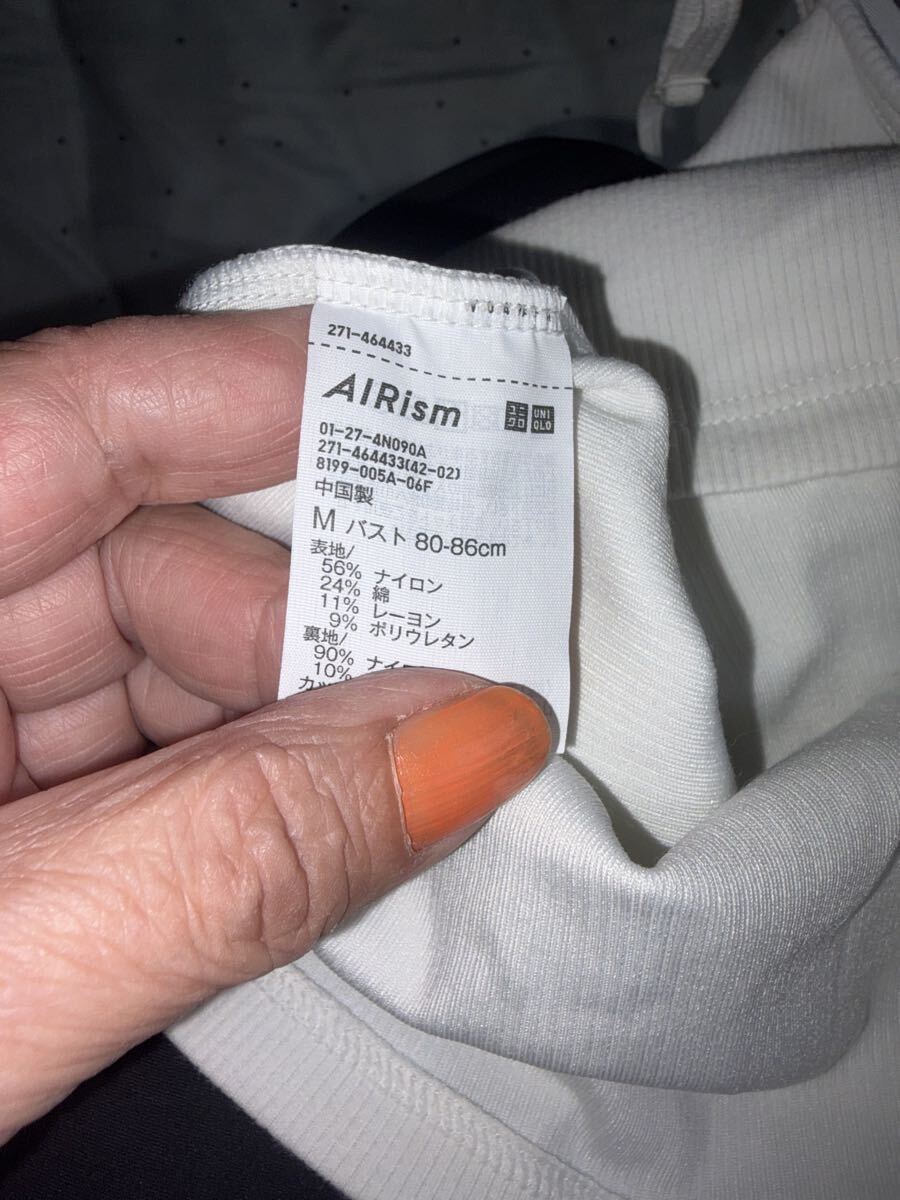 271-464433
AIRism ユニクロ UNIQLO
01-27-4N090A
271-464433(42-02)
8199-005A-06F
中国製
M バスト 80-86cm
表地/
56% ナイロン
24% 綿
11% レーヨン
9% ポリウレタン
裏地/
90%
10%